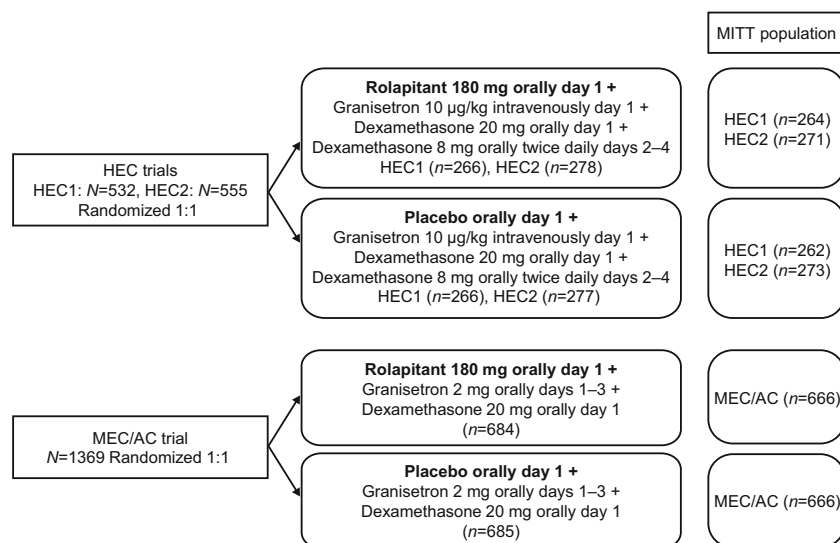 MITT population
Rolapitant 180 mg orally day 1 +
Granisetron 10 µg/kg intravenously day 1 +
Dexamethasone 20 mg orally day 1 +
Dexamethasone 8 mg orally twice daily days 2–4
HEC1 (n=266), HEC2 (n=278)
HEC1 (n=264)
HEC2 (n=271)
HEC trials
HEC1: N=532, HEC2: N=555
Randomized 1:1
Placebo orally day 1 +
Granisetron 10 µg/kg intravenously day 1 +
Dexamethasone 20 mg orally day 1 +
Dexamethasone 8 mg orally twice daily days 2–4
HEC1 (n=266), HEC2 (n=277)
HEC1 (n=262)
HEC2 (n=273)
Rolapitant 180 mg orally day 1 +
Granisetron 2 mg orally days 1–3 +
Dexamethasone 20 mg orally day 1
(n=684)
MEC/AC (n=666)
MEC/AC trial
N=1369 Randomized 1:1
Placebo orally day 1 +
Granisetron 2 mg orally days 1–3 +
Dexamethasone 20 mg orally day 1
(n=685)
MEC/AC (n=666)